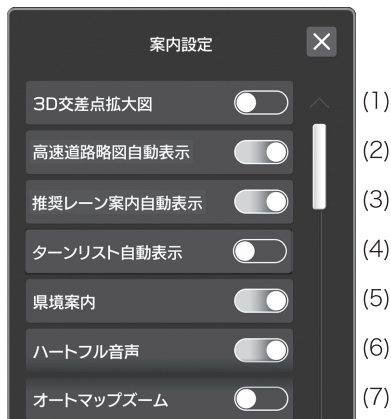 案内設定
3D交差点拡大図 (1)
高速道路略図自動表示 (2)
推奨レーン案内自動表示 (3)
ターンリスト自動表示 (4)
県境案内 (5)
ハートフル音声 (6)
オートマップズーム (7)